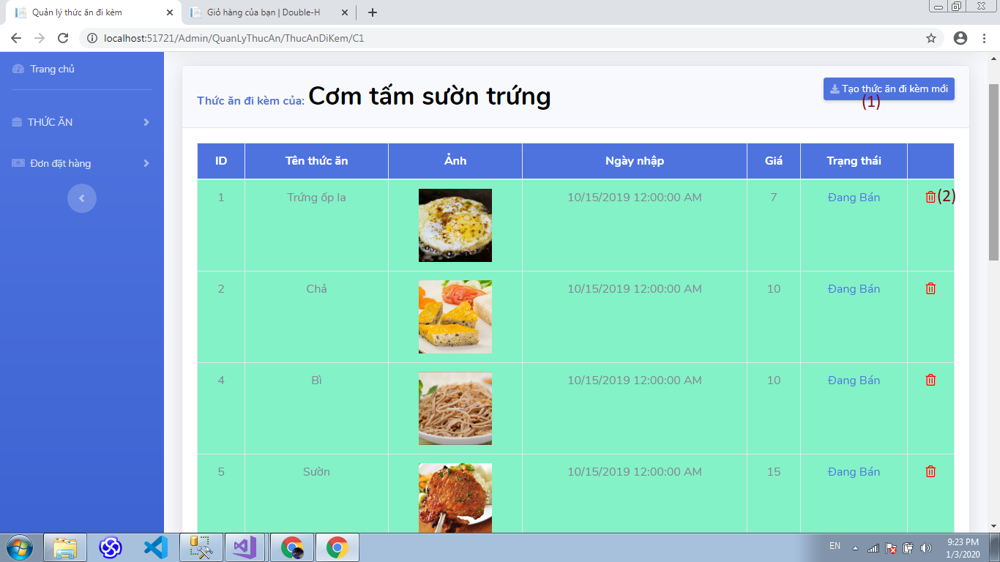 Quản lý thức ăn đi kèm
Giỏ hàng của bạn | Double-H
localhost:51721/Admin/QuanLyThucAn/ThucAnDiKem/C1
Trang chủ
THỨC ĂN
Đơn đặt hàng
Thức ăn đi kèm của: Cơm tấm sườn trứng
Tạo thức ăn đi kèm mới
(1)
ID Tên thức ăn Ảnh Ngày nhập Giá Trạng thái
1 Trứng ốp la 10/15/2019 12:00:00 AM 7 Đang Bán (2)
2 Chả 10/15/2019 12:00:00 AM 10 Đang Bán
4 Bì 10/15/2019 12:00:00 AM 10 Đang Bán
5 Sườn 10/15/2019 12:00:00 AM 15 Đang Bán
EN
9:23 PM
1/3/2020